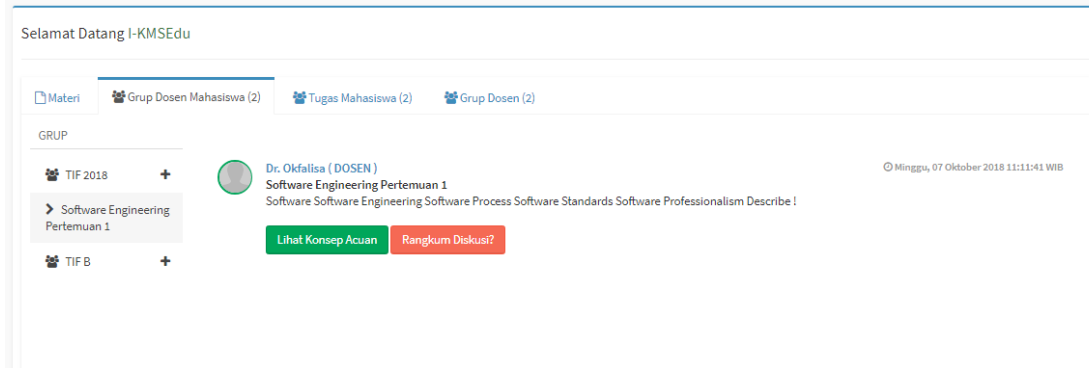 Selamat Datang I-KMSEdu
Materi
Grup Dosen Mahasiswa (2)
Tugas Mahasiswa (2)
Grup Dosen (2)
GRUP
TIF 2018
Software Engineering
Pertemuan 1
TIF B
Dr. Okfalisa ( DOSEN )
Minggu, 07 Oktober 2018 11:11:41 WIB
Software Engineering Pertemuan 1
Software Software Engineering Software Process Software Standards Software Professionalism Describe !
Lihat Konsep Acuan
Rangkum Diskusi?